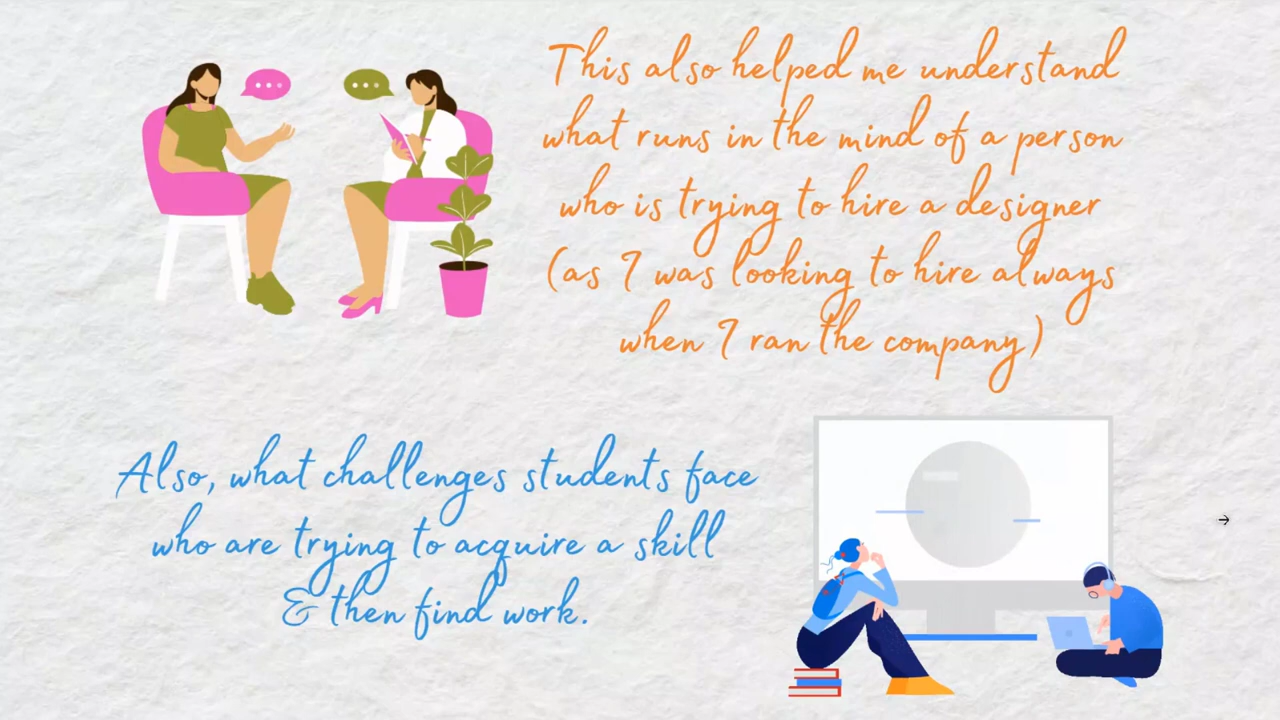 This also helped me understand
what runs in the mind of a person
who is trying to hire a designer
(as I was looking to hire always
when I ran the company)
Also, what challenges students face
who are trying to acquire a skill
& then find work.